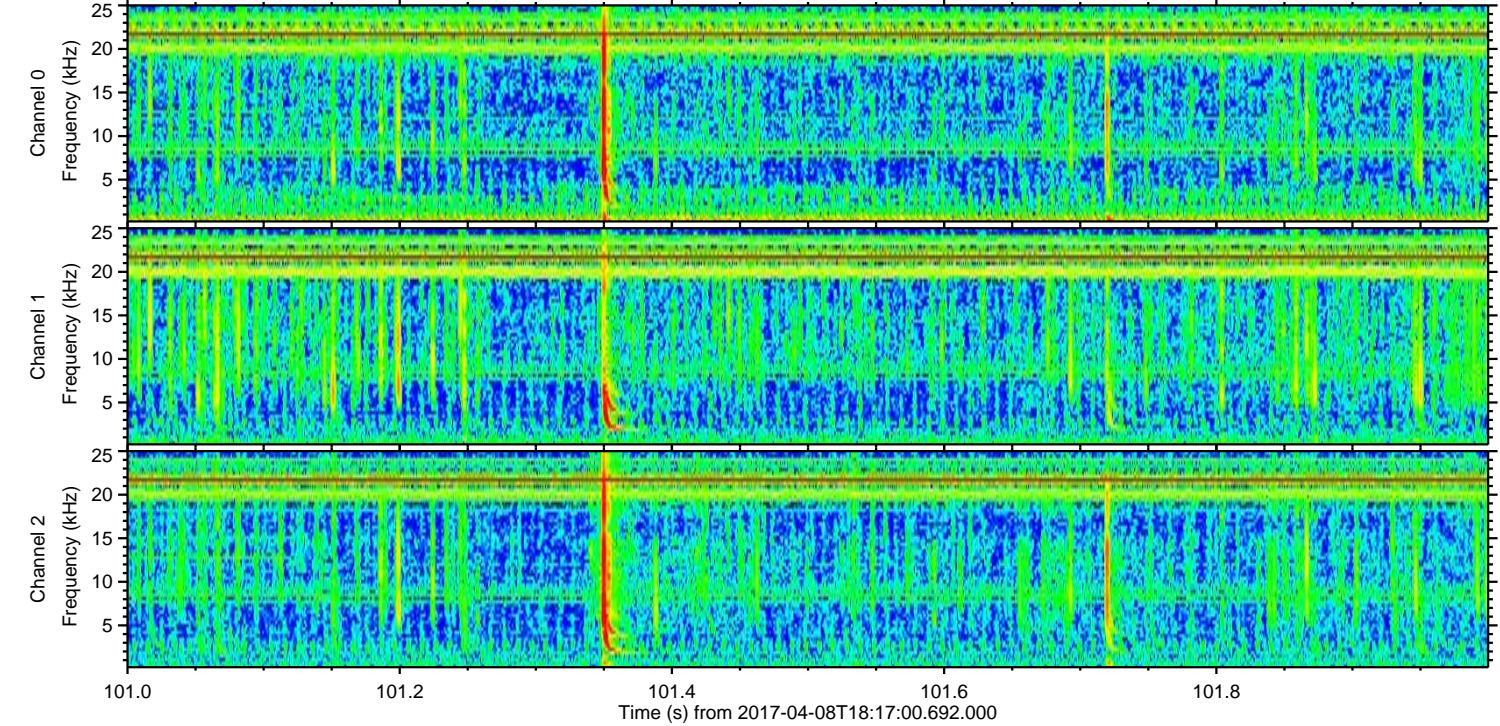 Channel 0
Frequency (kHz)
25
20
15
10
5
Channel 1
Frequency (kHz)
25
20
15
10
5
Channel 2
Frequency (kHz)
25
20
15
10
5
101.0 101.2 101.4 101.6 101.8
Time (s) from 2017-04-08T18:17:00.692.000